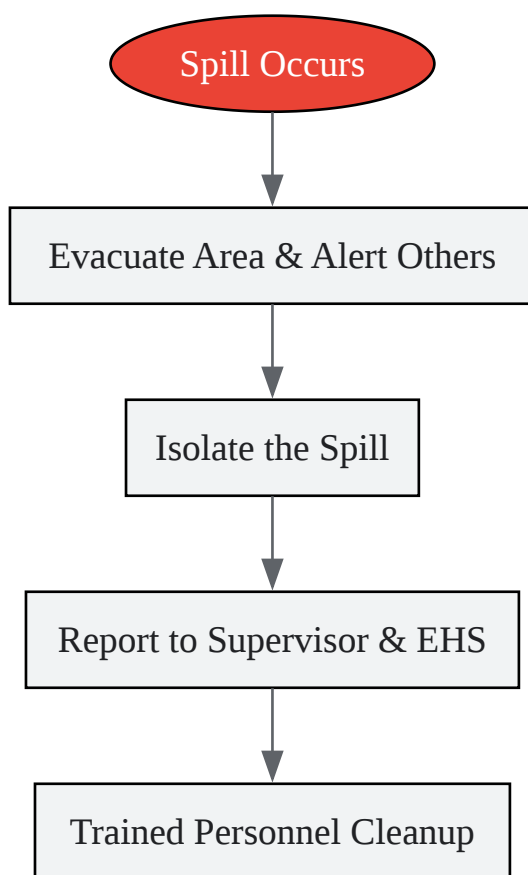 Spill Occurs
Evacuate Area & Alert Others
Isolate the Spill
Report to Supervisor & EHS
Trained Personnel Cleanup